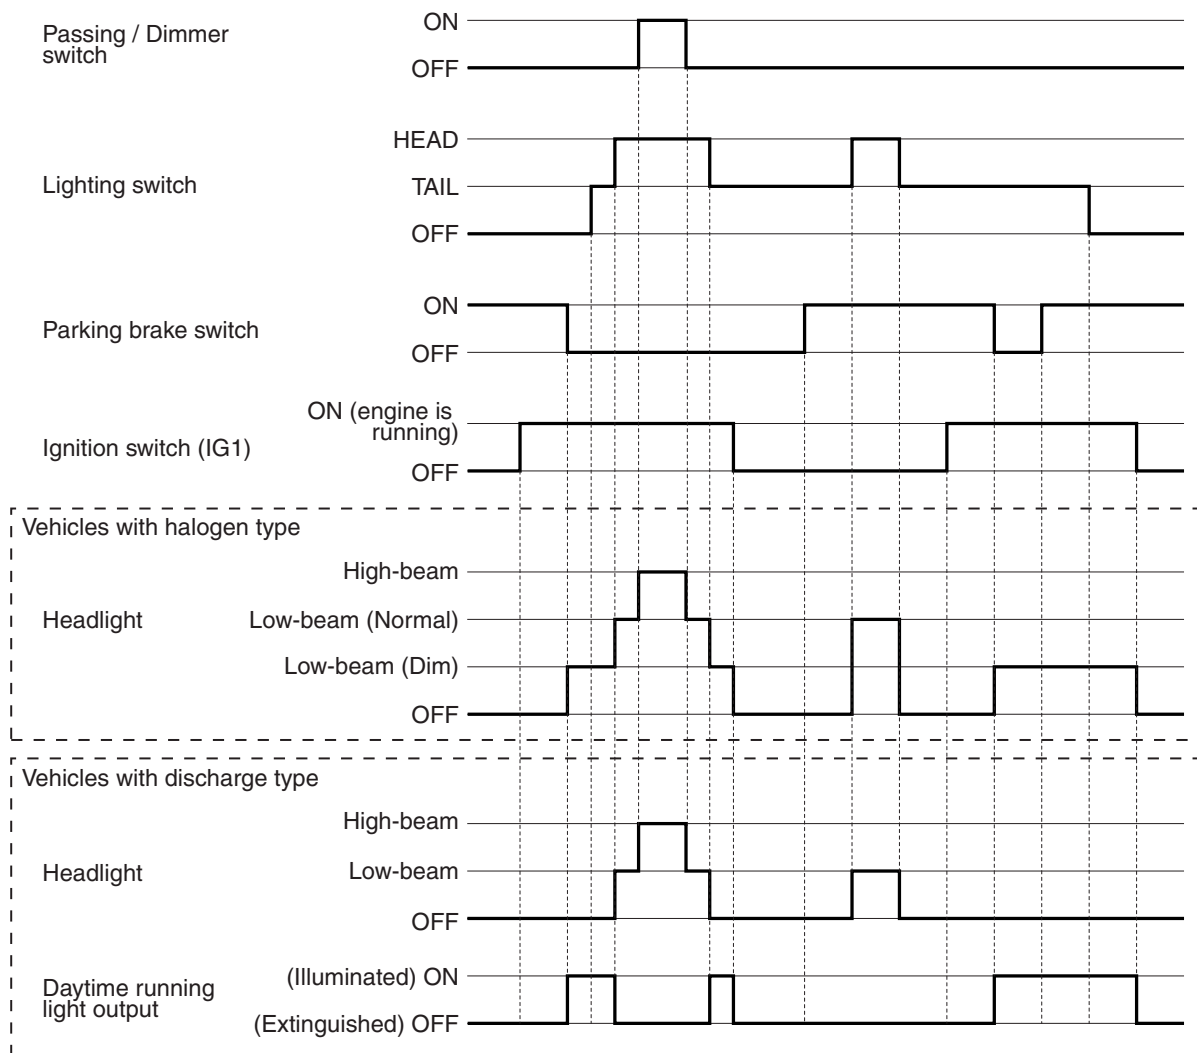 Passing / Dimmer
switch
ON
OFF
Lighting switch
HEAD
TAIL
OFF
Parking brake switch
ON
OFF
Ignition switch (IG1)
ON (engine is
running)
OFF
Vehicles with halogen type
Headlight
High-beam
Low-beam (Normal)
Low-beam (Dim)
OFF
Vehicles with discharge type
Headlight
High-beam
Low-beam
OFF
Daytime running
light output
(Illuminated) ON
(Extinguished) OFF